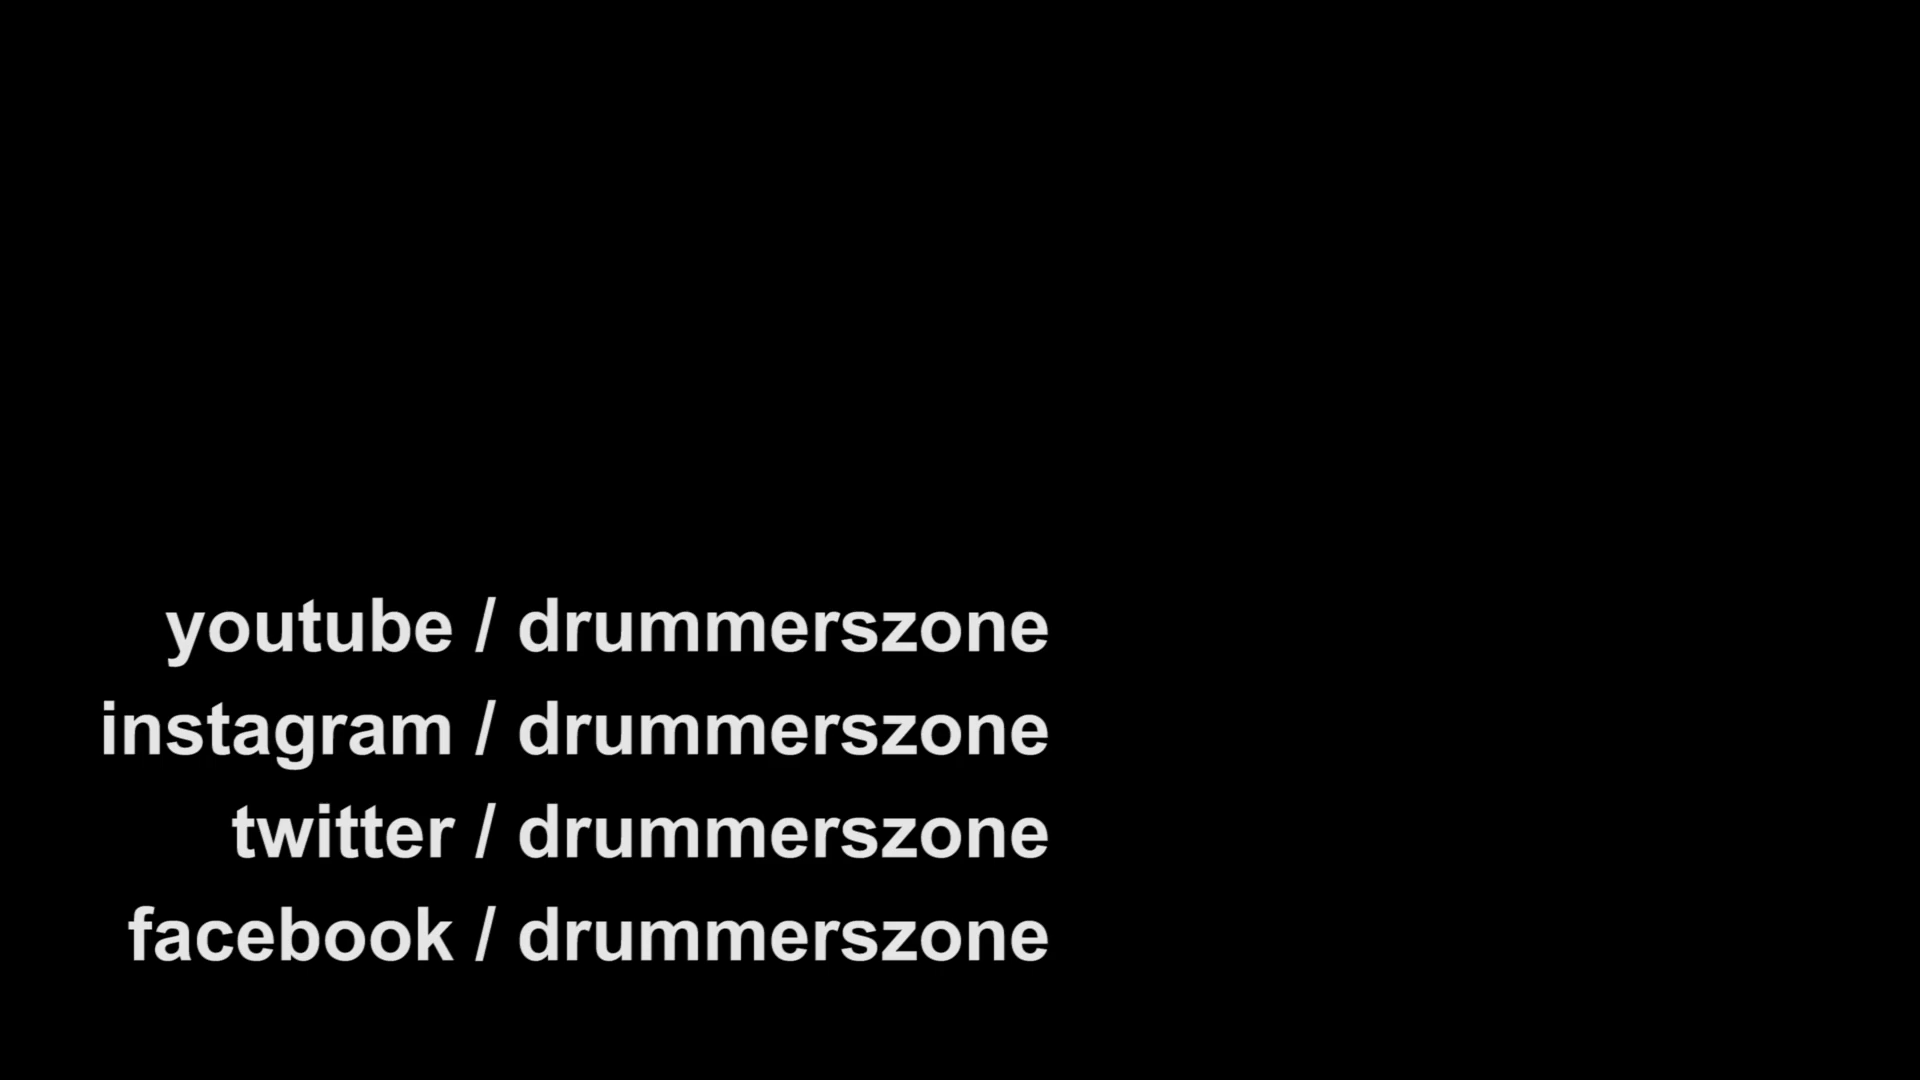 youtube / drummerszone
instagram / drummerszone
twitter / drummerszone
facebook / drummerszone